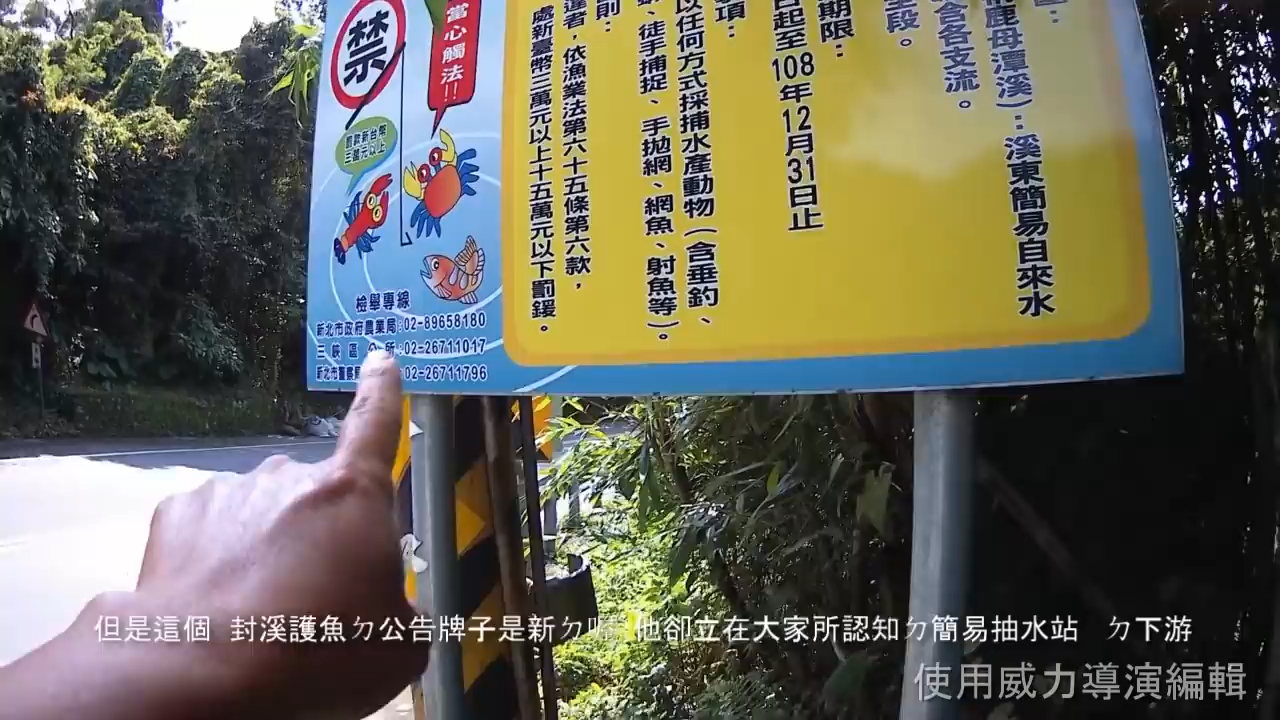 區：
鹿母潭溪)：溪東簡易自來水
含各支流。
全段。
期限：
日起至108年12月31日止
項：
以任何方式採捕水產動物(含垂釣、
、徒手捕捉、手拋網、網魚、射魚等)。
則：
違者，依漁業法第六十五條第六款，
處新臺幣三萬元以上十五萬元以下罰鍰。
當心觸法!!
禁
罰款新台幣
三萬元以上
檢舉專線
新北市政府農業局:02-89658180
三峽區公所:02-26711017
新北市警察局 :02-26711796
但是這個 封溪護魚ㄉ公告牌子是新ㄉ 他卻立在大家所認知ㄉ簡易抽水站 ㄉ下游
使用威力導演編輯